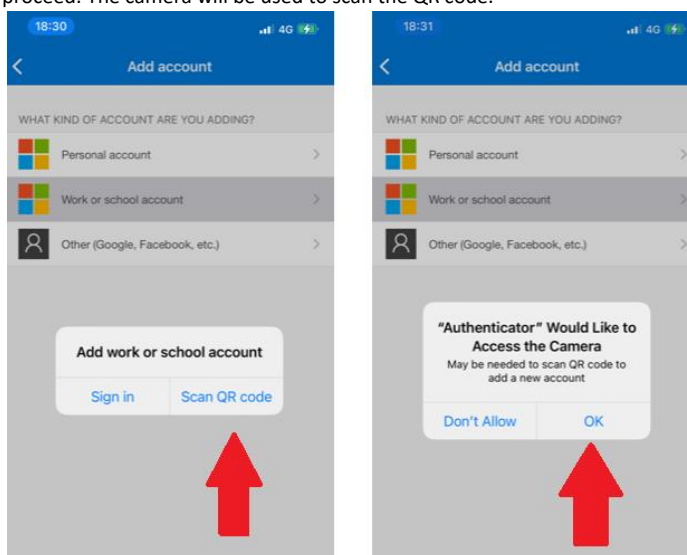 proceed. The camera will be used to scan the QR code.
18:30
4G
Add account
WHAT KIND OF ACCOUNT ARE YOU ADDING?
Personal account
Work or school account
Other (Google, Facebook, etc.)
Add work or school account
Sign in
Scan QR code
18:31
4G
Add account
WHAT KIND OF ACCOUNT ARE YOU ADDING?
Personal account
Work or school account
Other (Google, Facebook, etc.)
"Authenticator" Would Like to
Access the Camera
May be needed to scan QR code to
add a new account
Don't Allow
OK